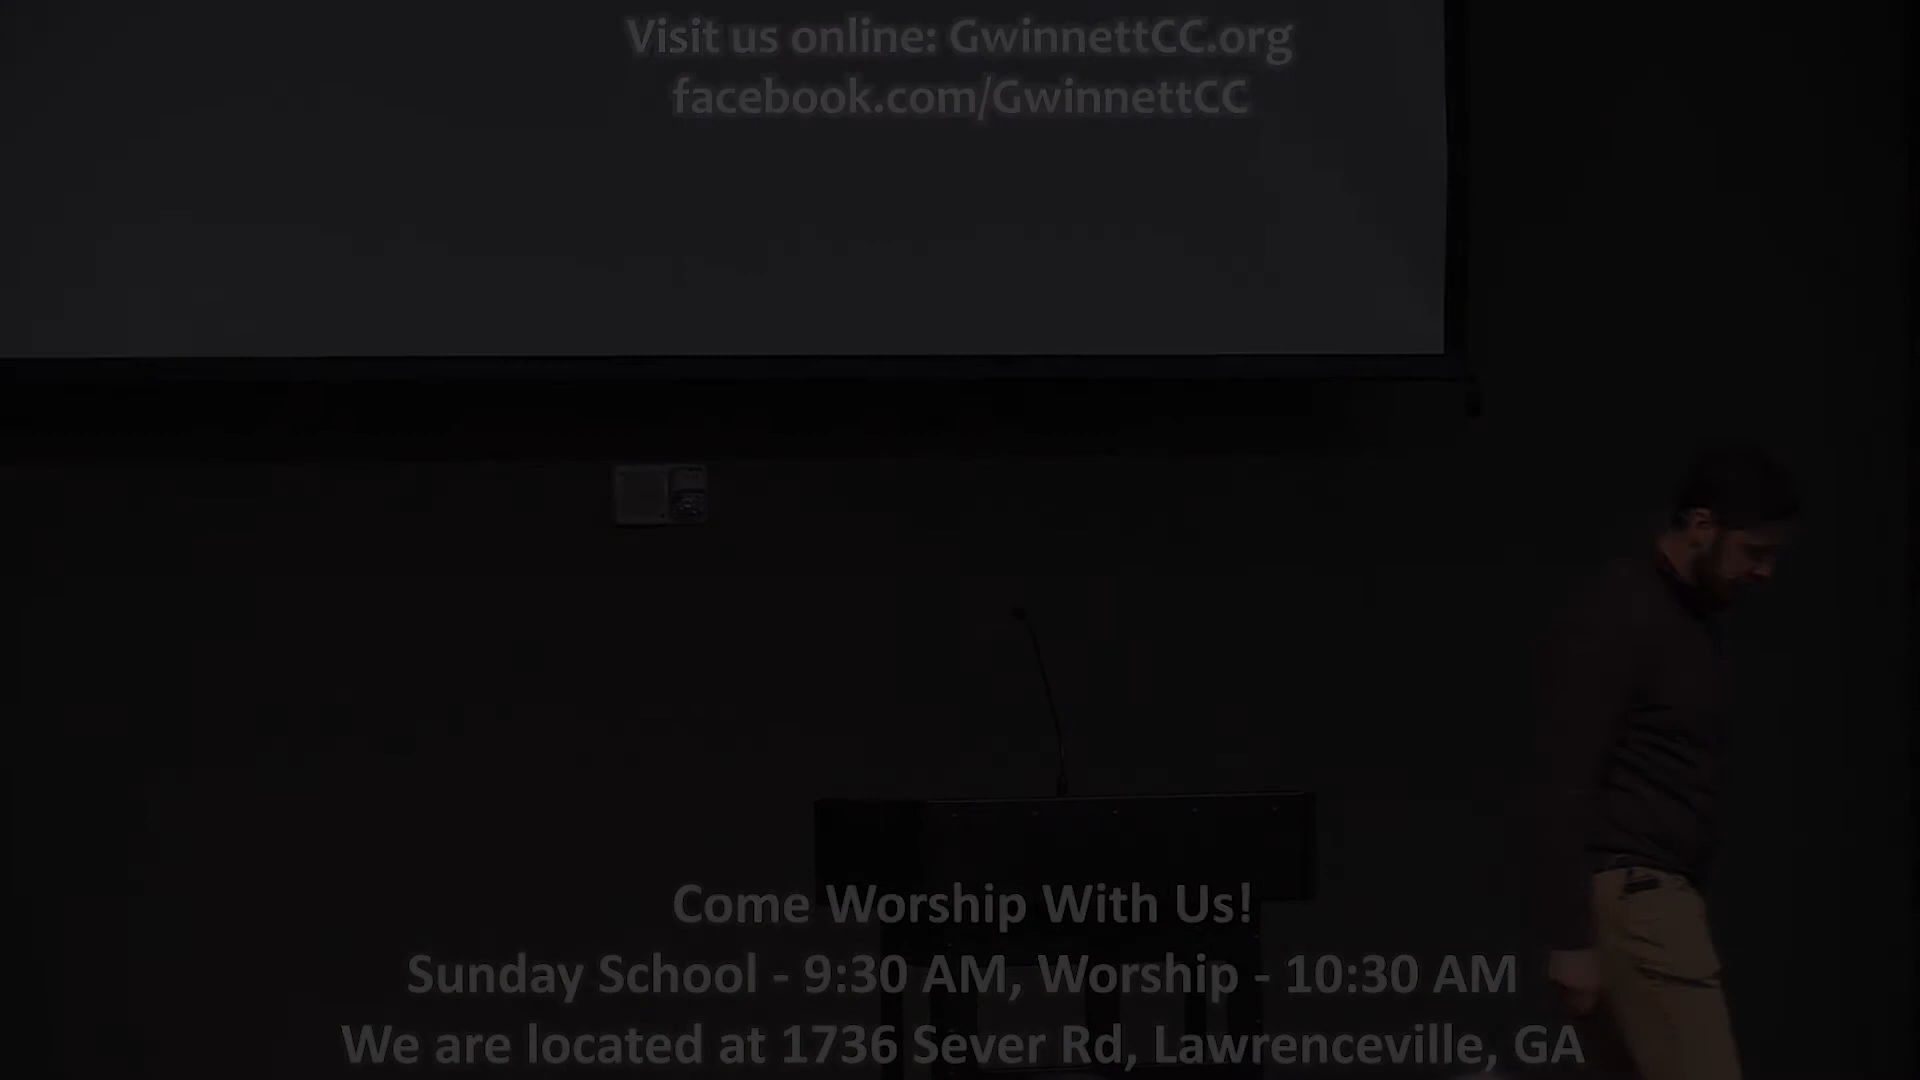 Visit us online: GwinnettCC.org
facebook.com/GwinnettCC
Come Worship With Us!
Sunday School - 9:30 AM, Worship - 10:30 AM
We are located at 1736 Sever Rd, Lawrenceville, GA